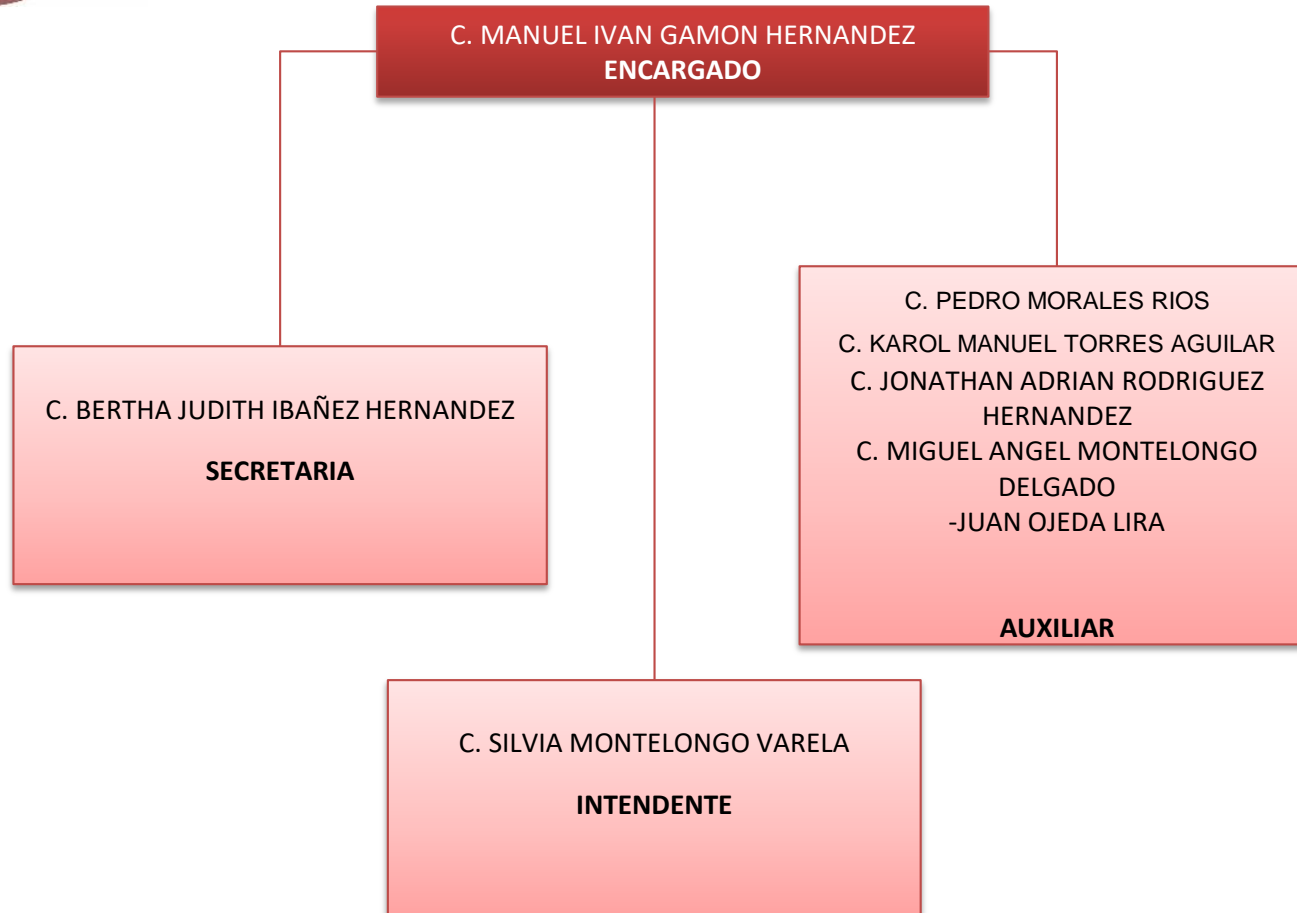 C. MANUEL IVAN GAMON HERNANDEZ
ENCARGADO
C. BERTHA JUDITH IBAÑEZ HERNANDEZ
SECRETARIA
C. PEDRO MORALES RIOS
C. KAROL MANUEL TORRES AGUILAR
C. JONATHAN ADRIAN RODRIGUEZ
HERNANDEZ
C. MIGUEL ANGEL MONTELONGO
DELGADO
-JUAN OJEDA LIRA
AUXILIAR
C. SILVIA MONTELONGO VARELA
INTENDENTE